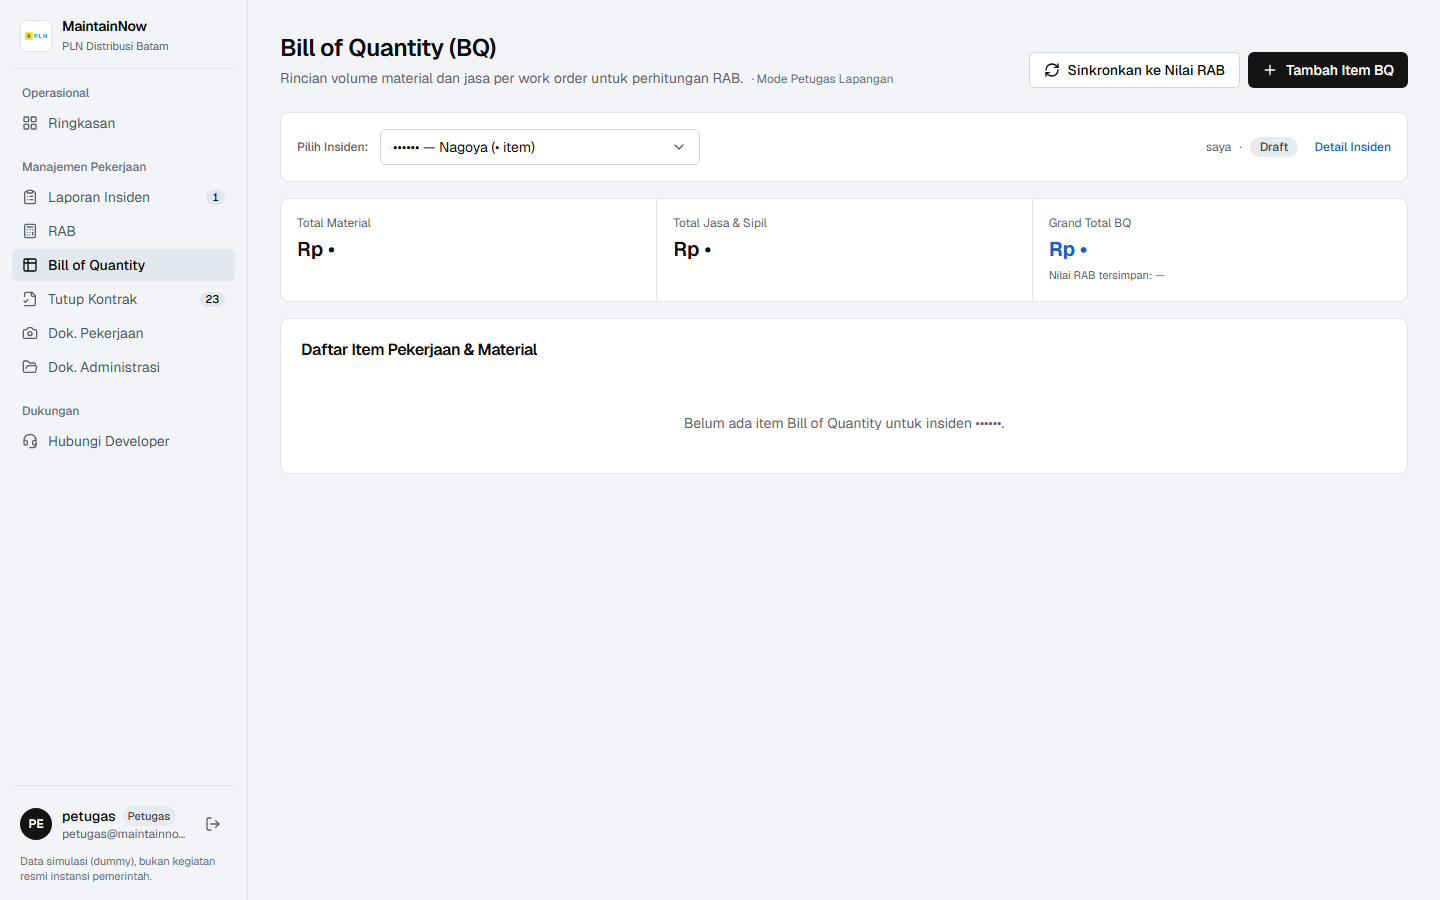 MaintainNow
PLN Distribusi Batam
Operasional
Ringkasan
Manajemen Pekerjaan
Laporan Insiden 1
RAB
Bill of Quantity
Tutup Kontrak 23
Dok. Pekerjaan
Dok. Administrasi
Dukungan
Hubungi Developer
PE
petugas Petugas
petugas@maintainno...
Data simulasi (dummy), bukan kegiatan
resmi instansi pemerintah.
Bill of Quantity (BQ)
Rincian volume material dan jasa per work order untuk perhitungan RAB. · Mode Petugas Lapangan
Sinkronkan ke Nilai RAB
Tambah Item BQ
Pilih Insiden: •••••• — Nagoya (• item)
saya · Draft Detail Insiden
Total Material
Rp •
Total Jasa & Sipil
Rp •
Grand Total BQ
Rp •
Nilai RAB tersimpan: —
Daftar Item Pekerjaan & Material
Belum ada item Bill of Quantity untuk insiden ••••••.